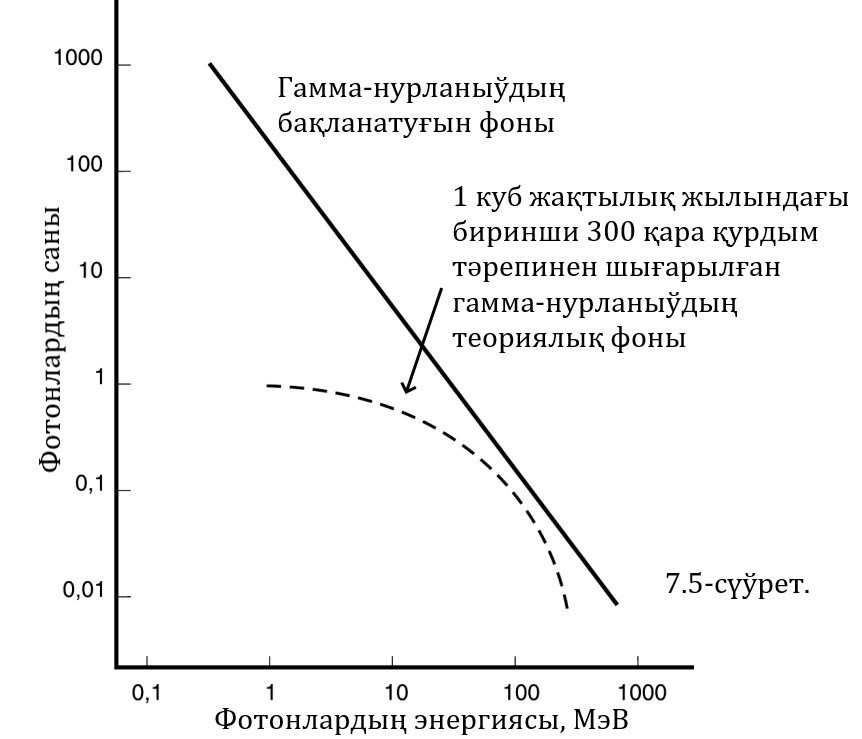 1000
100
10
1
0,1
0,01
Фотонлардың саны
Гамма-нурланыўдың
бақланатуғын фоны
1 куб жақтылық жылындағы
биринши 300 қара қурдым
тәрепинен шығарылған
гамма-нурланыўдың
теориялық фоны
7.5-сүўрет.
0,1 1 10 100 1000
Фотонлардың энергиясы, МэВ